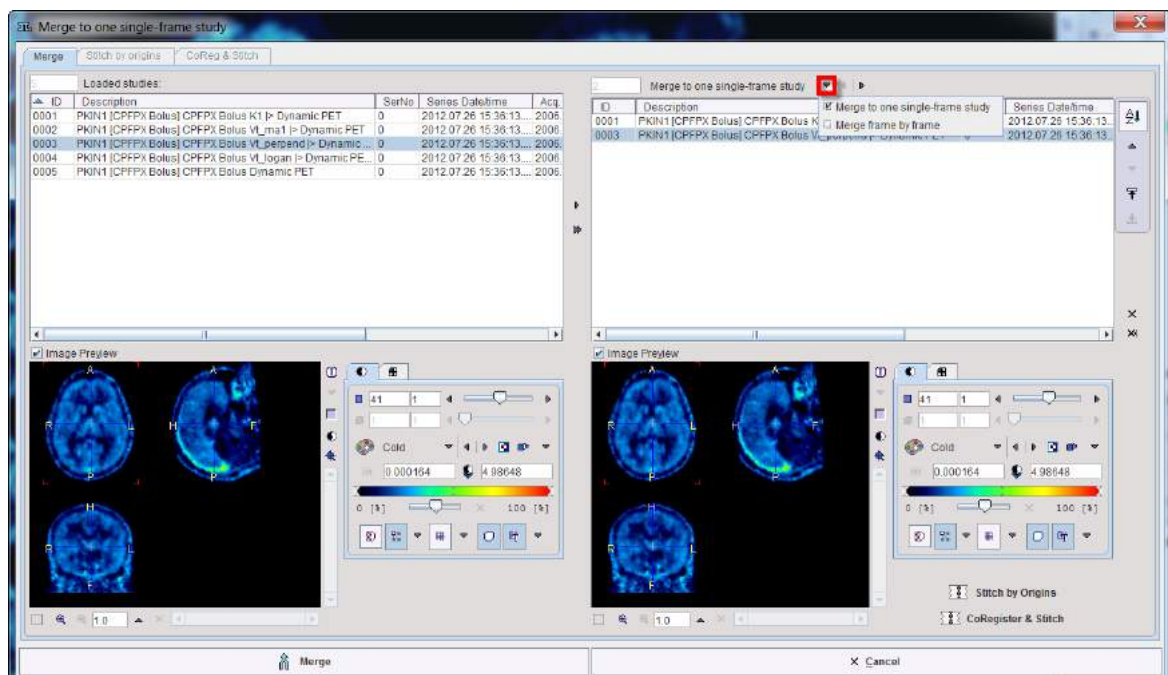 Merge to one single-frame study
Merge Stitch by origins CoReg & Stitch
5 Loaded studies:
ID Description SerNo Series Date/time Acq.
0001 PKIN1 [CPFPX Bolus] CPFPX Bolus K1 |> Dynamic PET 0 2012.07.26 15:36:13.... 2006.
0002 PKIN1 [CPFPX Bolus] CPFPX Bolus Vt_ma1 |> Dynamic PET 0 2012.07.26 15:36:13.... 2006.
0003 PKIN1 [CPFPX Bolus] CPFPX Bolus Vt_perpend |> Dynamic ... 0 2012.07.26 15:36:13.... 2006.
0004 PKIN1 [CPFPX Bolus] CPFPX Bolus Vt_logan |> Dynamic PE... 0 2012.07.26 15:36:13.... 2006.
0005 PKIN1 [CPFPX Bolus] CPFPX Bolus Dynamic PET 0 2012.07.26 15:36:13.... 2006.
2 Merge to one single-frame study
ID Description Series Date/time
Merge to one single-frame study
Merge frame by frame
0001 PKIN1 [CPFPX Bolus] CPFPX Bolus K 2012.07.26 15:36:13.
0003 PKIN1 [CPFPX Bolus] CPFPX Bolus 2012.07.26 15:36:13.
Image Preview
A A
R L H F
P P
H
R L
F
41 1
1 1
Cold
0.000164 4.98648
0 [%] 100 [%]
1.0
Image Preview
A A
R L H F
P P
H
R L
F
41 1
1 1
Cold
0.000164 4.98648
0 [%] 100 [%]
1.0
Stitch by Origins
CoRegister & Stitch
Merge
Cancel